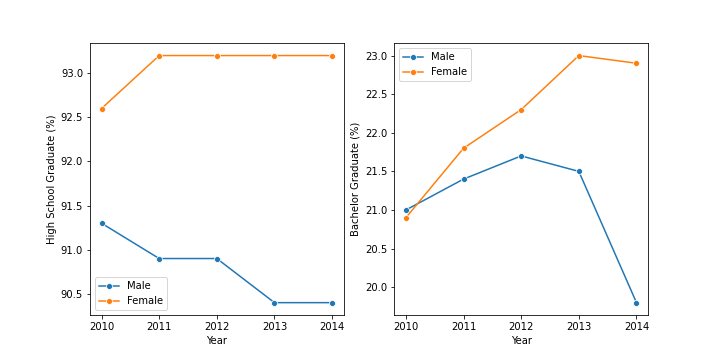 High School Graduate (%)
93.0
92.5
92.0
91.5
91.0
90.5
Male
Female
2010 2011 2012 2013 2014
Year
Bachelor Graduate (%)
23.0
22.5
22.0
21.5
21.0
20.5
20.0
Male
Female
2010 2011 2012 2013 2014
Year